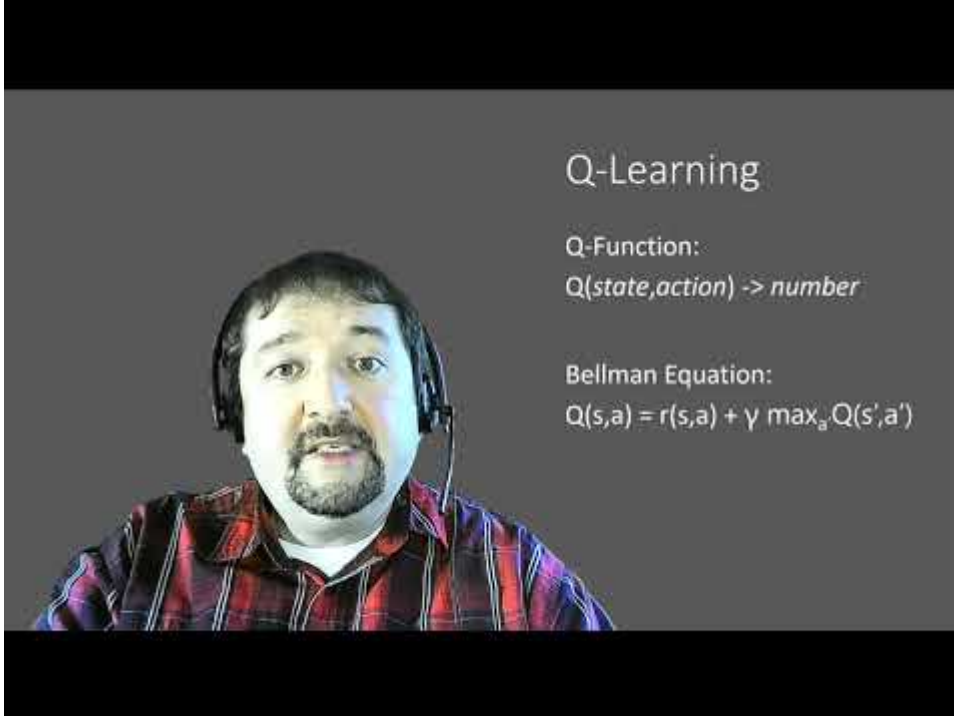 Q-Learning
Q-Function:
Q(state,action) -> number
Bellman Equation:
Q(s,a) = r(s,a) + γ maxₐ'Q(s',a')